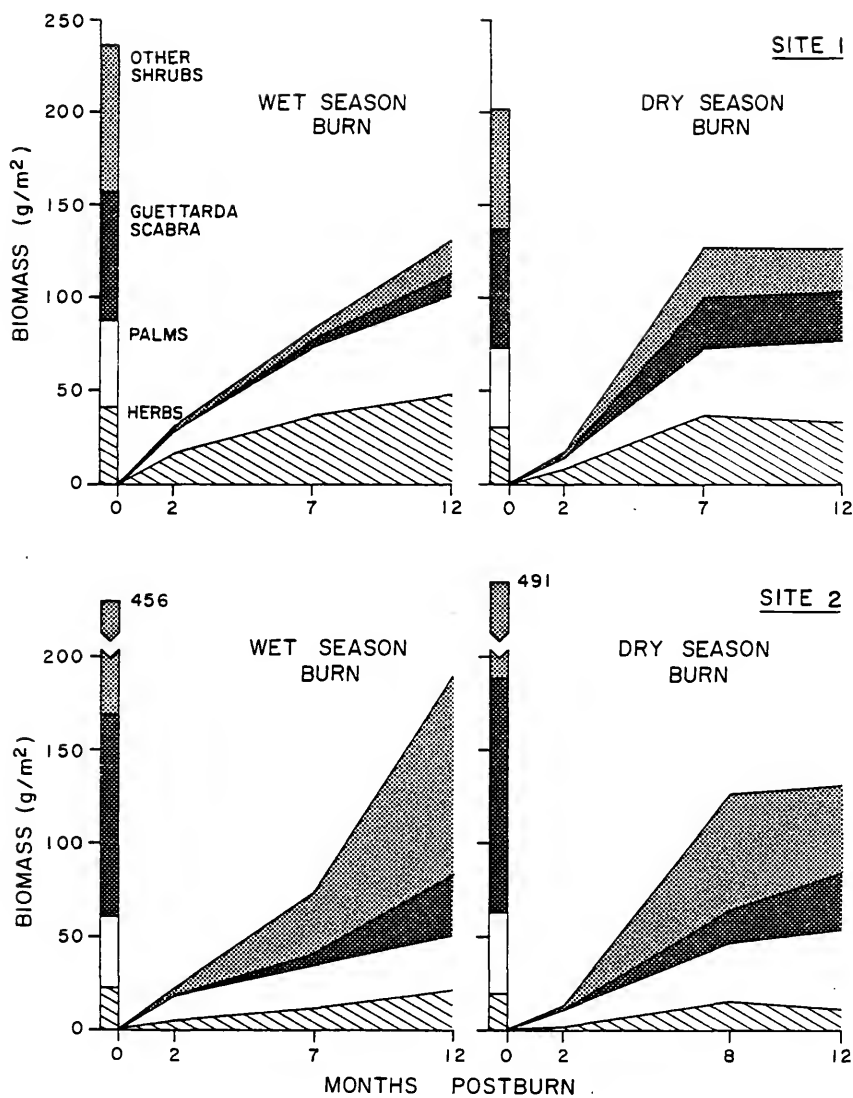 SITE 1
WET SEASON
BURN
DRY SEASON
BURN
BIOMASS (g/m²)
250
200
150
100
50
0
OTHER
SHRUBS
GUETTARDA
SCABRA
PALMS
HERBS
0 2 7 12
0 2 7 12
SITE 2
456
491
WET SEASON
BURN
DRY SEASON
BURN
BIOMASS (g/m²)
200
150
100
50
0
0 2 7 12
0 2 8 12
MONTHS POSTBURN